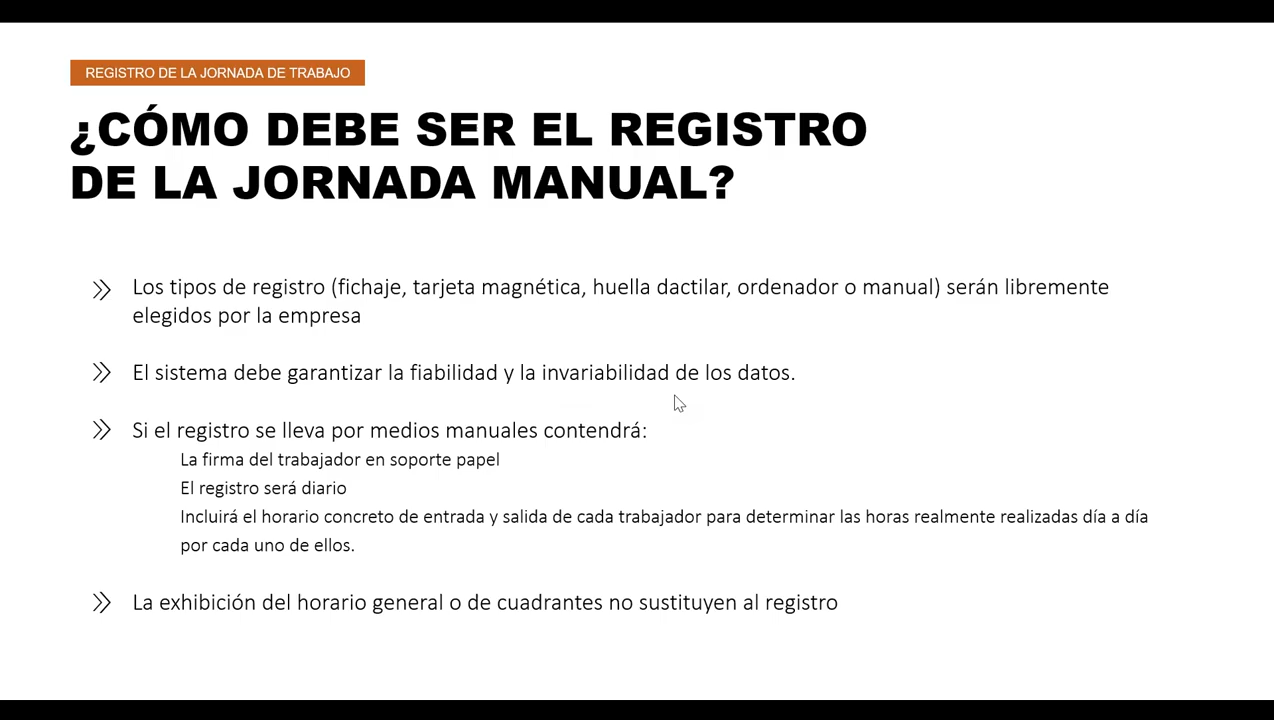 REGISTRO DE LA JORNADA DE TRABAJO
¿CÓMO DEBE SER EL REGISTRO
DE LA JORNADA MANUAL?
Los tipos de registro (fichaje, tarjeta magnética, huella dactilar, ordenador o manual) serán libremente
elegidos por la empresa
El sistema debe garantizar la fiabilidad y la invariabilidad de los datos.
Si el registro se lleva por medios manuales contendrá:
La firma del trabajador en soporte papel
El registro será diario
Incluirá el horario concreto de entrada y salida de cada trabajador para determinar las horas realmente realizadas día a día
por cada uno de ellos.
La exhibición del horario general o de cuadrantes no sustituyen al registro